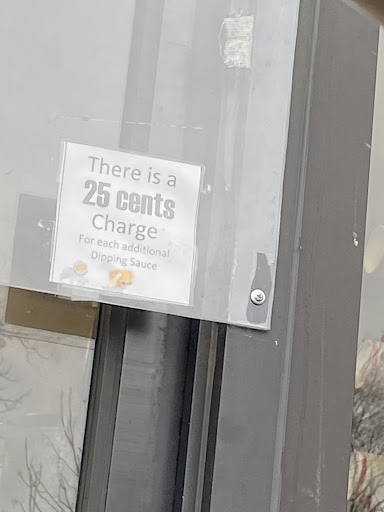 There is a
25 cents
Charge
For each additional
Dipping Sauce